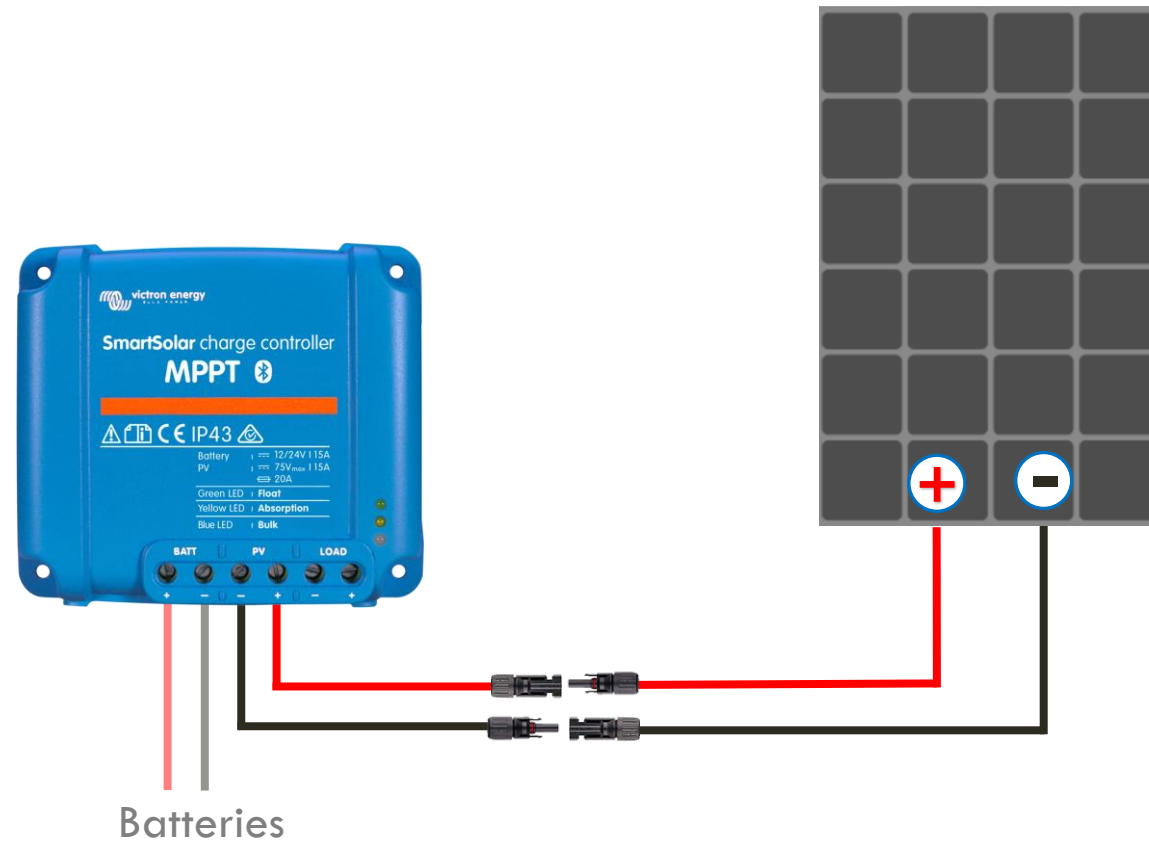 victron energy
BLUE POWER
SmartSolar charge controller
MPPT
CE IP43
Battery : 12/24V | 15A
PV : 75Vmax | 15A
20A
Green LED : Float
Yellow LED : Absorption
Blue LED : Bulk
BATT PV LOAD
+ – – + – +
+ -
Batteries